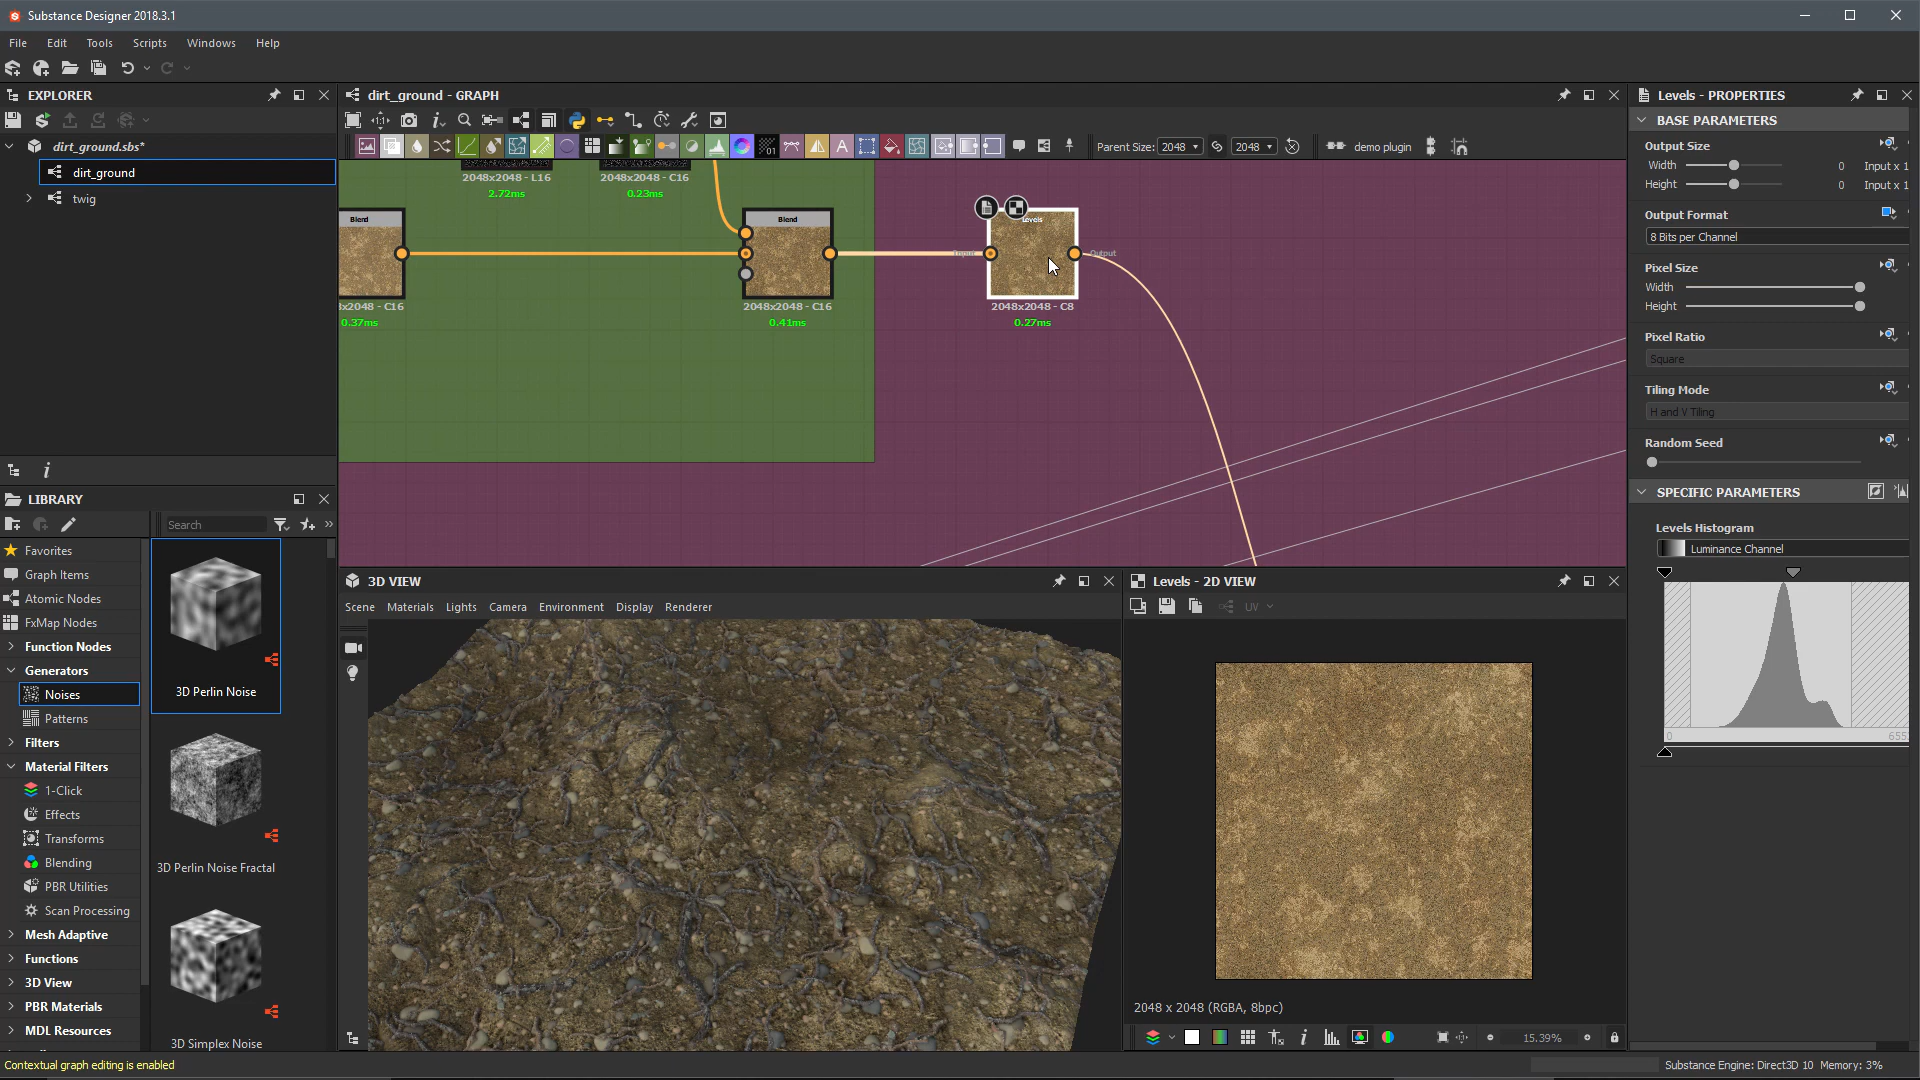 Substance Designer 2018.3.1
File Edit Tools Scripts Windows Help
EXPLORER
dirt_ground.sbs*
dirt_ground
twig
dirt_ground - GRAPH
Parent Size: 2048 2048 demo plugin
2048x2048 - L16
2.72ms
2048x2048 - C16
0.23ms
Blend
x2048 - C16
0.37ms
Blend
2048x2048 - C16
0.41ms
Levels
Input
Output
2048x2048 - C8
0.27ms
Levels - PROPERTIES
BASE PARAMETERS
Output Size
Width 0 Input x 1
Height 0 Input x 1
Output Format
8 Bits per Channel
Pixel Size
Width
Height
Pixel Ratio
Square
Tiling Mode
H and V Tiling
Random Seed
SPECIFIC PARAMETERS
Levels Histogram
Luminance Channel
0 655
LIBRARY
Search
Favorites
Graph Items
Atomic Nodes
FxMap Nodes
Function Nodes
Generators
Noises
Patterns
Filters
Material Filters
1-Click
Effects
Transforms
Blending
PBR Utilities
Scan Processing
Mesh Adaptive
Functions
3D View
PBR Materials
MDL Resources
3D Perlin Noise
3D Perlin Noise Fractal
3D Simplex Noise
3D VIEW
Scene Materials Lights Camera Environment Display Renderer
Levels - 2D VIEW
UV
2048 x 2048 (RGBA, 8bpc)
15.39%
Contextual graph editing is enabled
Substance Engine: Direct3D 10 Memory: 3%